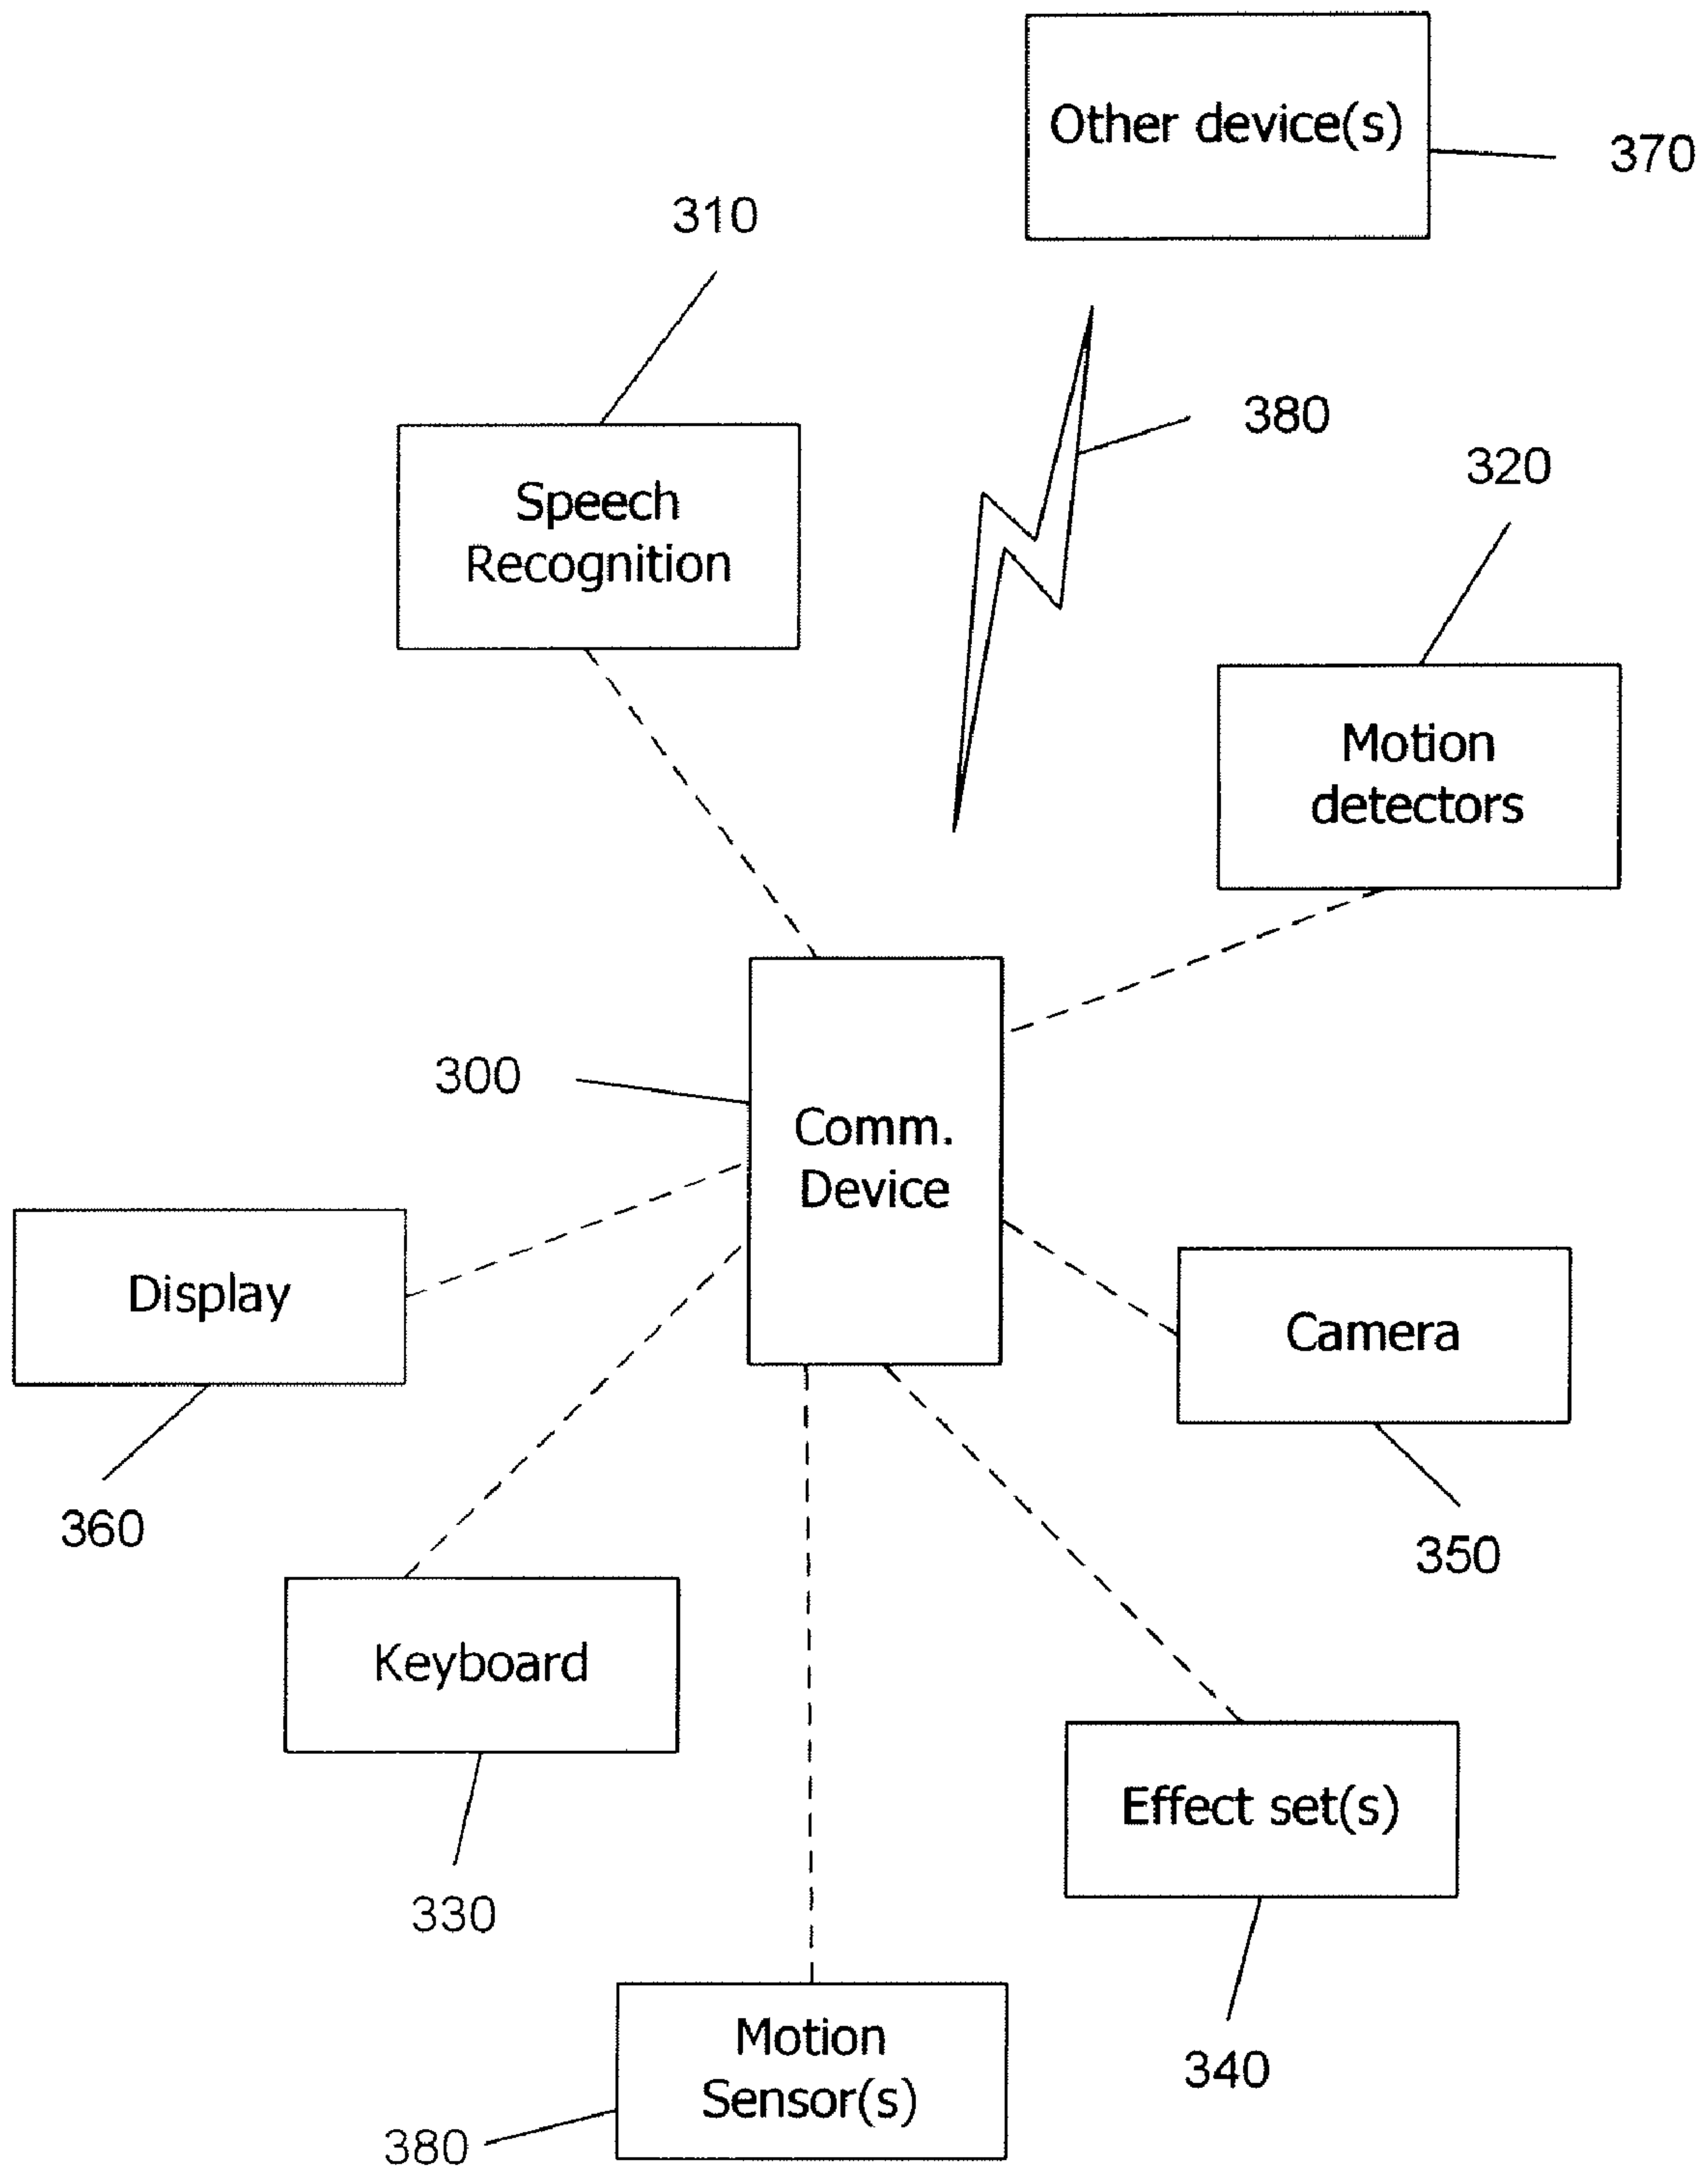 Other device(s)
370
310
380
320
Speech
Recognition
Motion
detectors
300
Comm.
Device
Display
Camera
360
350
Keyboard
Effect set(s)
330
340
Motion
Sensor(s)
380